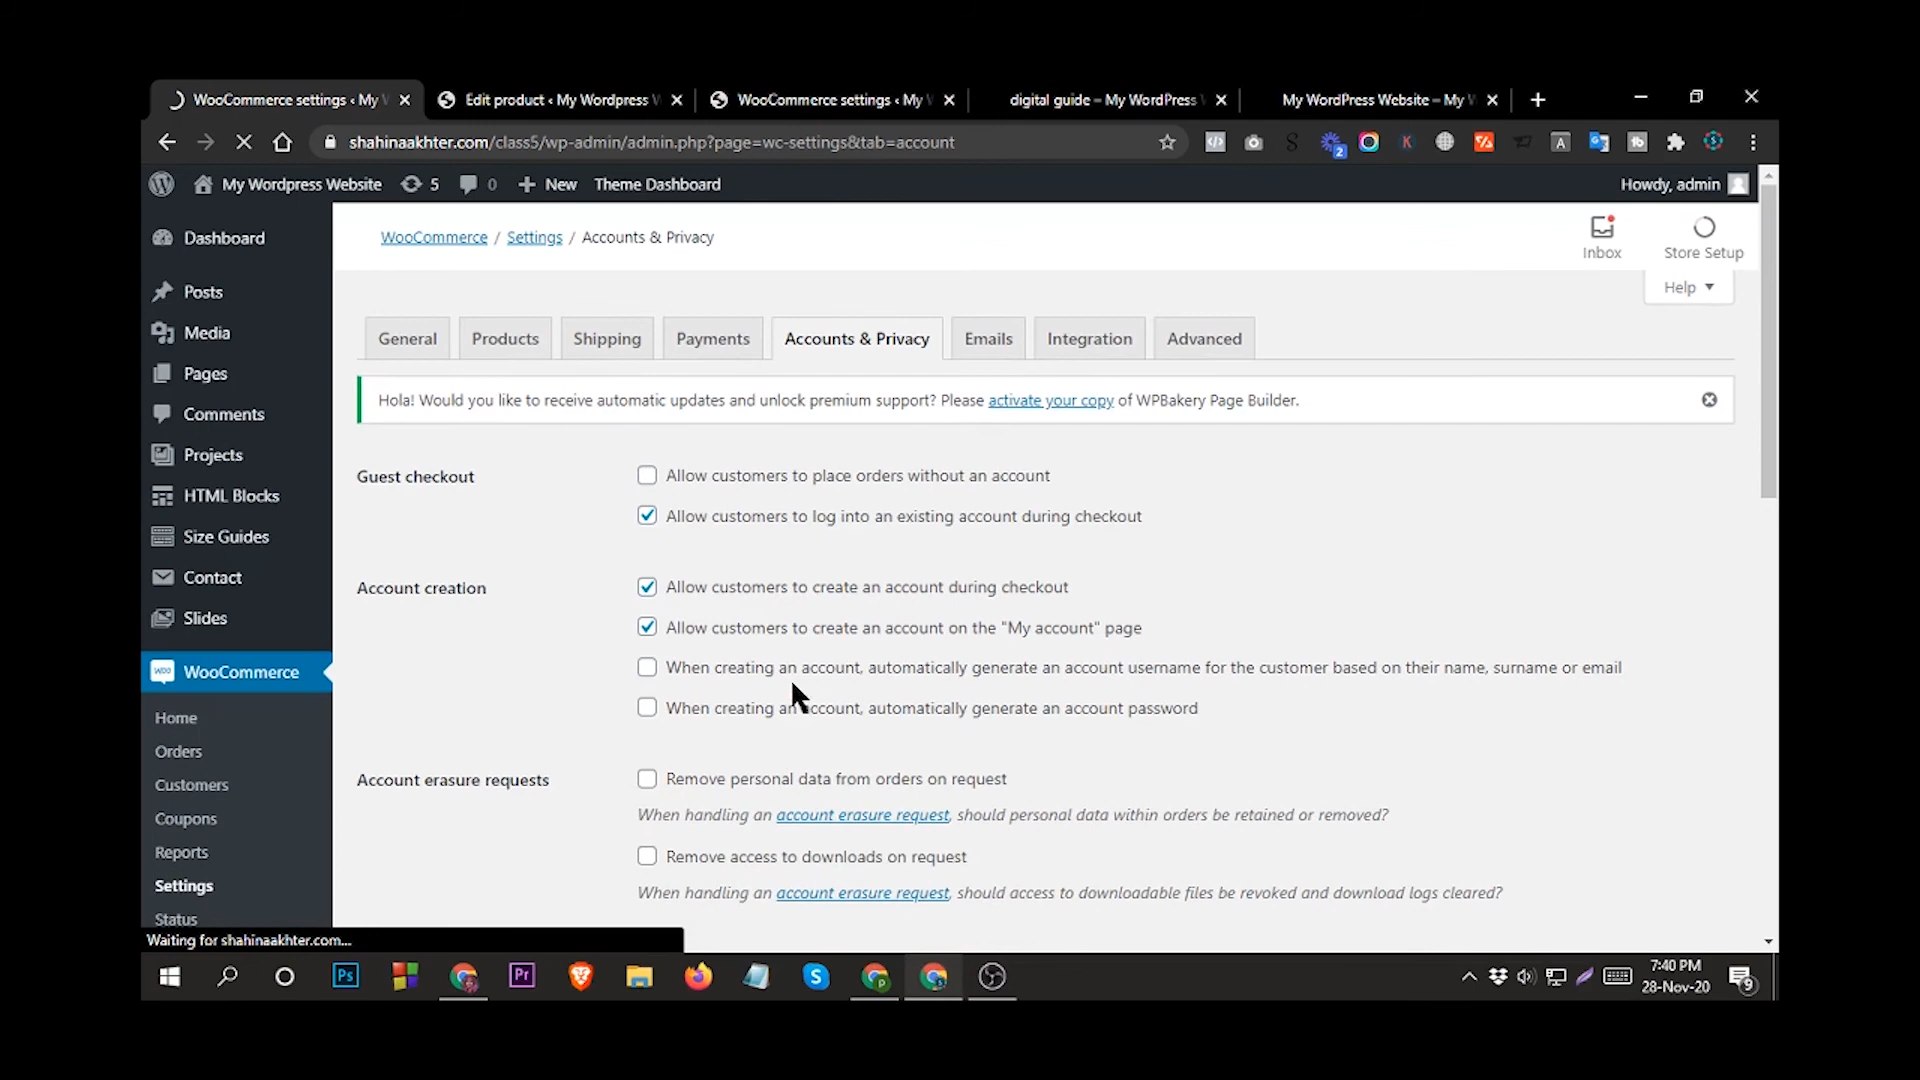 WooCommerce settings ‹ My
Edit product ‹ My Wordpress
WooCommerce settings ‹ My
digital guide – My WordPress
My WordPress Website – My
shahinaakhter.com/class5/wp-admin/admin.php?page=wc-settings&tab=account
2
My Wordpress Website
5
0
New
Theme Dashboard
Howdy, admin
Dashboard
Posts
Media
Pages
Comments
Projects
HTML Blocks
Size Guides
Contact
Slides
WooCommerce
Home
Orders
Customers
Coupons
Reports
Settings
Status
WooCommerce / Settings / Accounts & Privacy
Inbox
Store Setup
Help
General
Products
Shipping
Payments
Accounts & Privacy
Emails
Integration
Advanced
Hola! Would you like to receive automatic updates and unlock premium support? Please activate your copy of WPBakery Page Builder.
Guest checkout
Allow customers to place orders without an account
Allow customers to log into an existing account during checkout
Account creation
Allow customers to create an account during checkout
Allow customers to create an account on the "My account" page
When creating an account, automatically generate an account username for the customer based on their name, surname or email
When creating an account, automatically generate an account password
Account erasure requests
Remove personal data from orders on request
When handling an account erasure request, should personal data within orders be retained or removed?
Remove access to downloads on request
When handling an account erasure request, should access to downloadable files be revoked and download logs cleared?
Waiting for shahinaakhter.com...
Ps
Pr
7:40 PM
28-Nov-20
9